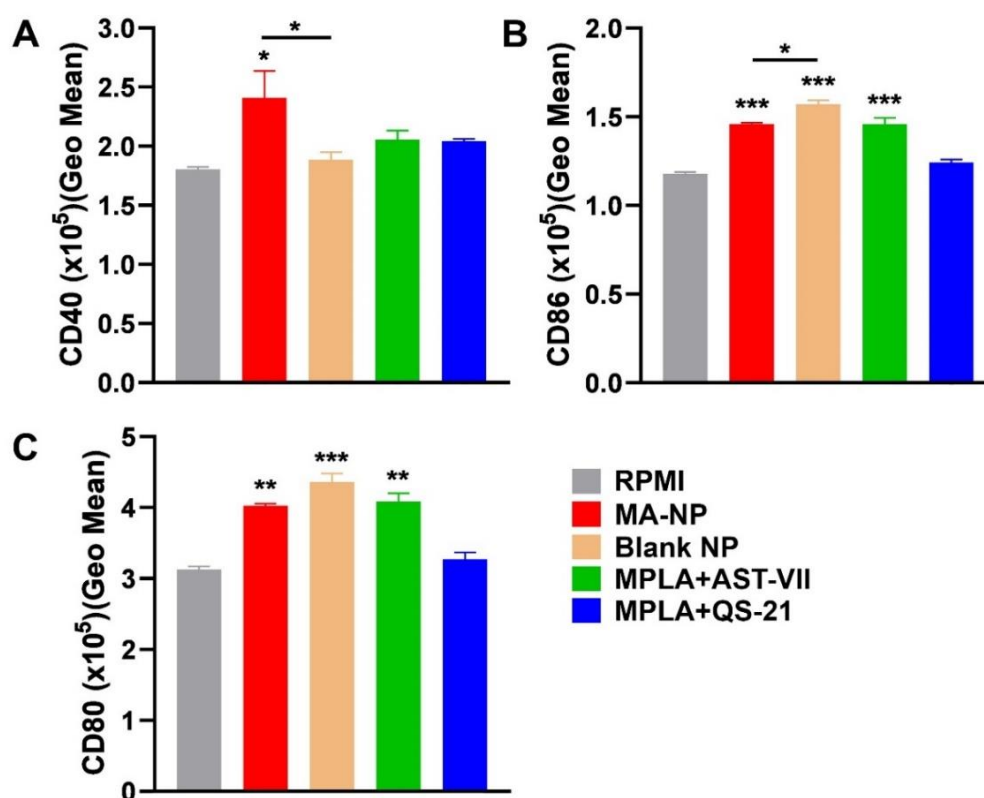 A
CD40 (x10⁵)(Geo Mean)
3.0
2.5
2.0
1.5
1.0
0.5
0.0
*
*
B
CD86 (x10⁵)(Geo Mean)
2.0
1.5
1.0
0.5
0.0
*
*** *** ***
C
CD80 (x10⁵)(Geo Mean)
5
4
3
2
1
0
** *** **
RPMI
MA-NP
Blank NP
MPLA+AST-VII
MPLA+QS-21